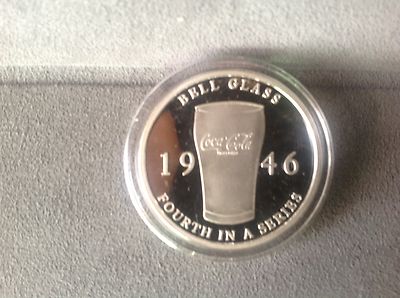 BELL GLASS
Coca-Cola
19 46
FOURTH IN A SERIES